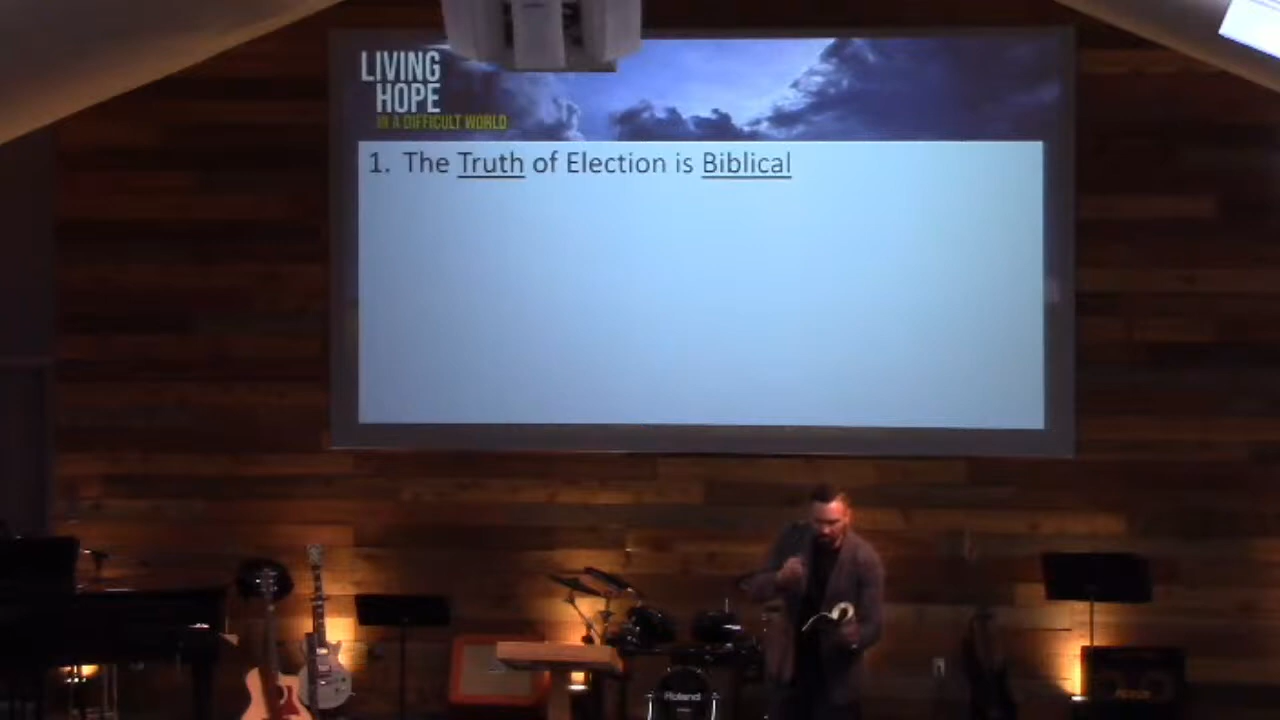 LIVING
HOPE
IN A DIFFICULT WORLD
1. The Truth of Election is Biblical
Roland